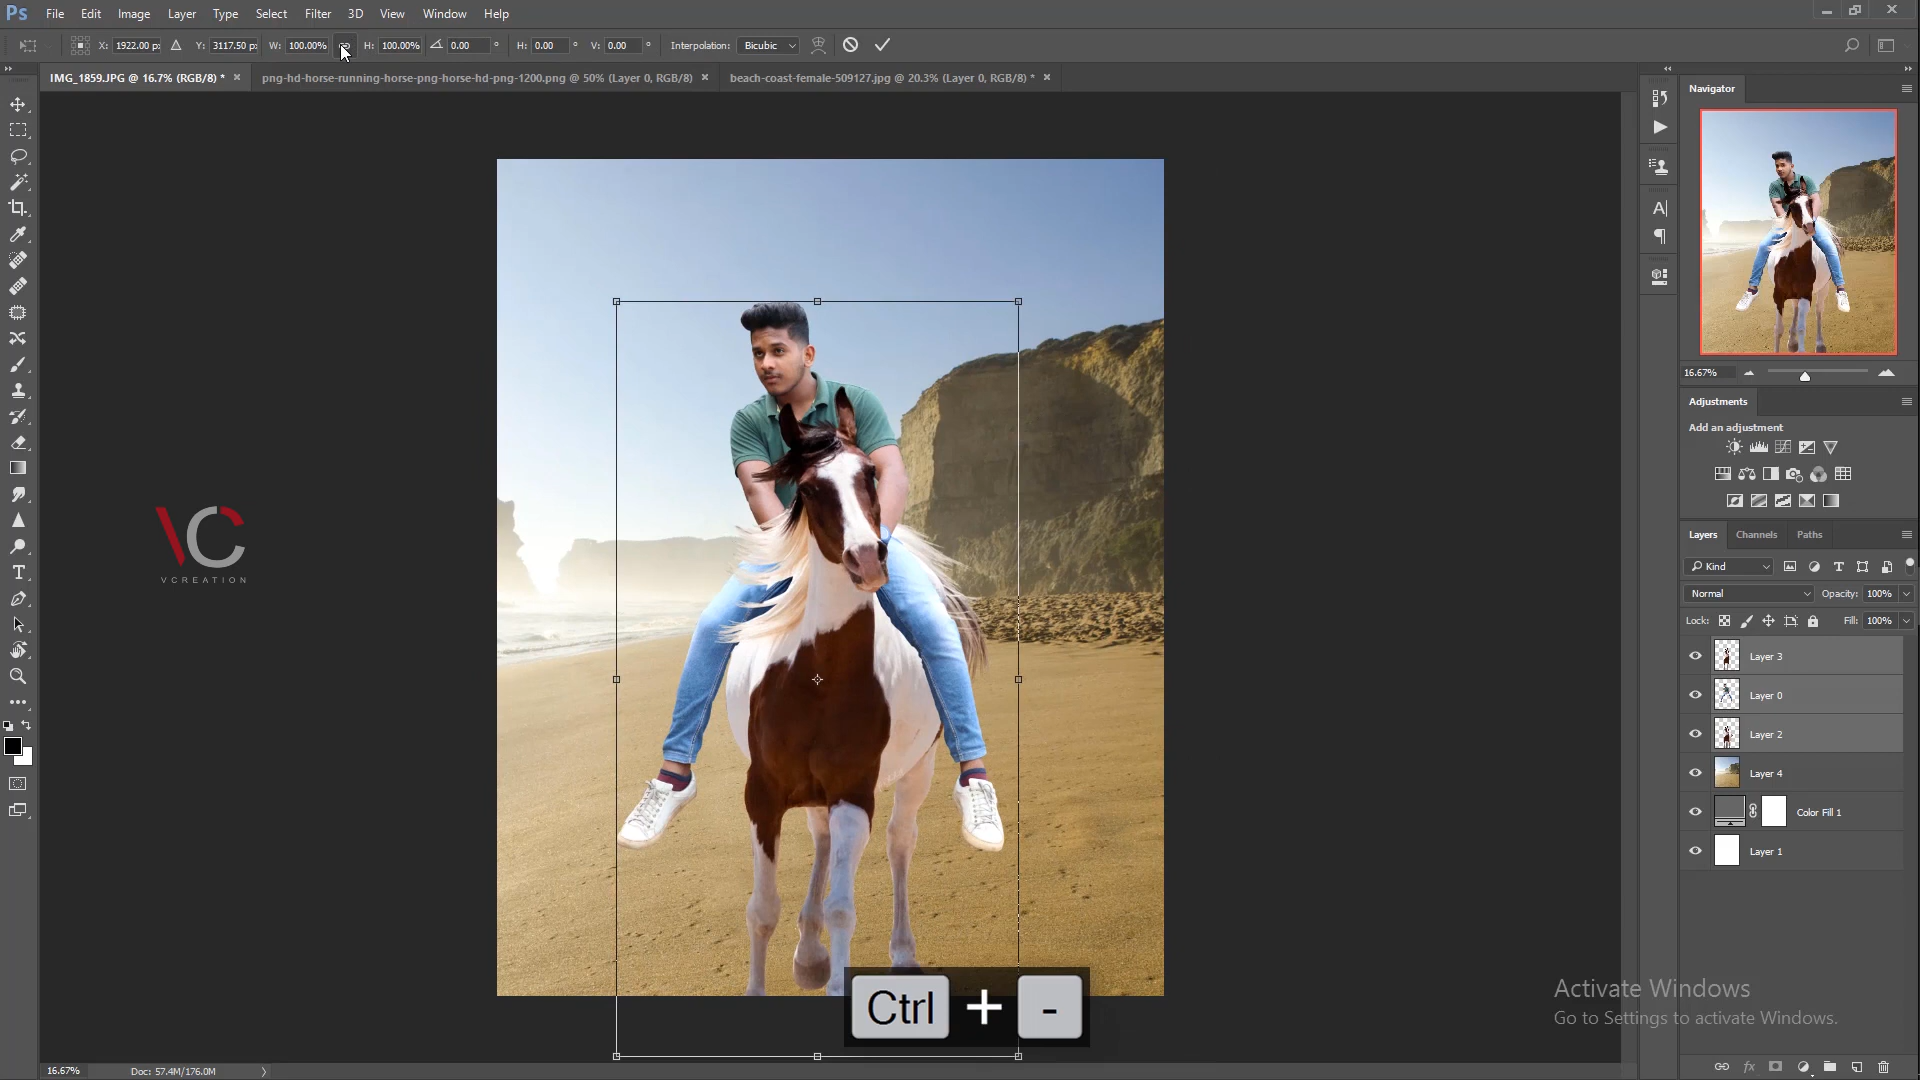 Ps File Edit Image Layer Type Select Filter 3D View Window Help
X: 1922.00 px Y: 3117.50 px W: 100.00% H: 100.00% 0.00 ° H: 0.00 ° V: 0.00 ° Interpolation: Bicubic
IMG_1859.JPG @ 16.7% (RGB/8) * × png-hd-horse-running-horse-png-horse-hd-png-1200.png @ 50% (Layer 0, RGB/8) × beach-coast-female-509127.jpg @ 20.3% (Layer 0, RGB/8) * ×
Navigator
16.67%
Adjustments
Add an adjustment
Layers Channels Paths
Kind
Normal Opacity: 100%
Lock: Fill: 100%
Layer 3
Layer 0
Layer 2
Layer 4
Color Fill 1
Layer 1
VC
VCREATION
Ctrl + -
Activate Windows
Go to Settings to activate Windows.
16.67% Doc: 57.4M/176.0M